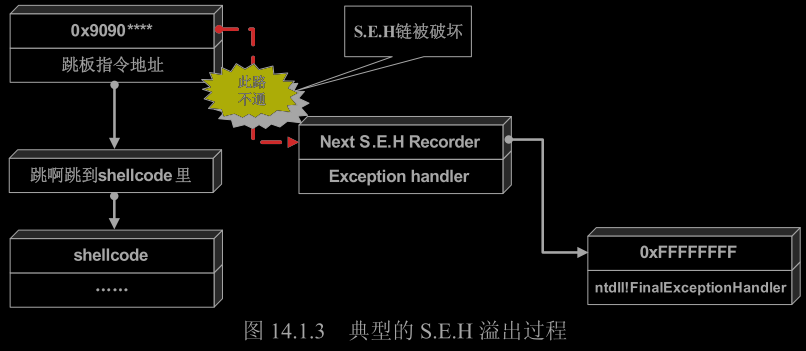 0x9090****
跳板指令地址
S.E.H链被破坏
此路
不通
Next S.E.H Recorder
Exception handler
跳啊跳到shellcode里
shellcode
……
0xFFFFFFFF
ntdll!FinalExceptionHandler
图 14.1.3 典型的 S.E.H 溢出过程